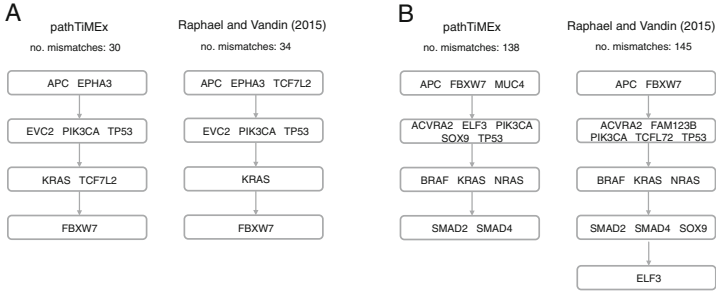 A
pathTiMEx
no. mismatches: 30
APC EPHA3
EVC2 PIK3CA TP53
KRAS TCF7L2
FBXW7
Raphael and Vandin (2015)
no. mismatches: 34
APC EPHA3 TCF7L2
EVC2 PIK3CA TP53
KRAS
FBXW7
B
pathTiMEx
no. mismatches: 138
APC FBXW7 MUC4
ACVRA2 ELF3 PIK3CA
SOX9 TP53
BRAF KRAS NRAS
SMAD2 SMAD4
Raphael and Vandin (2015)
no. mismatches: 145
APC FBXW7
ACVRA2 FAM123B
PIK3CA TCFL72 TP53
BRAF KRAS NRAS
SMAD2 SMAD4 SOX9
ELF3